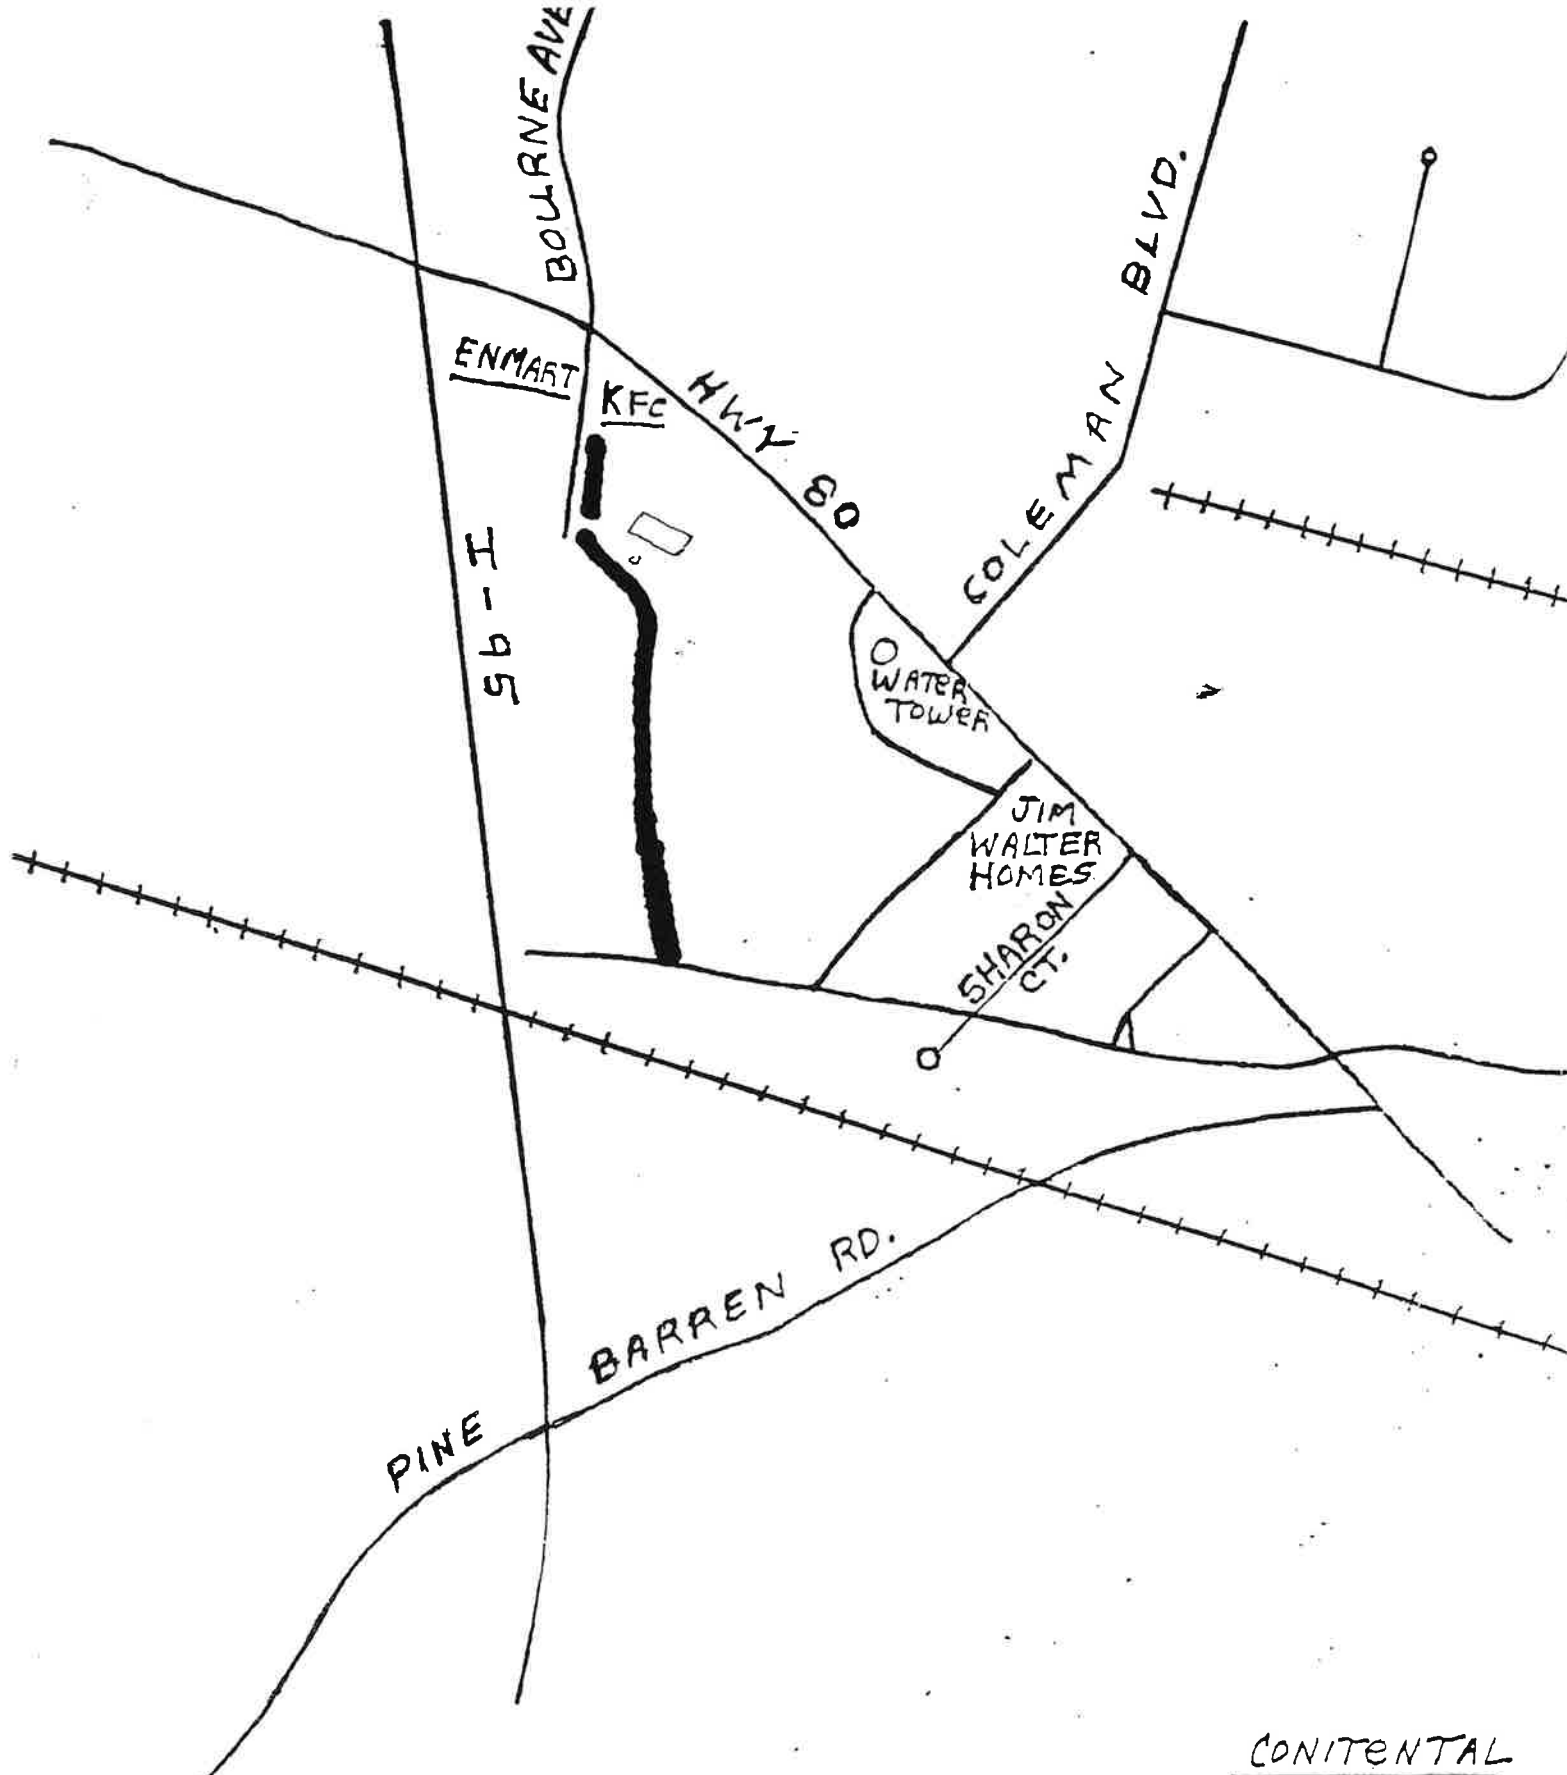 BOURNE AVE
COLEMAN BLVD.
ENMART
KFC
HWY 80
I-95
WATER
TOWER
JIM
WALTER
HOMES
SHARON
CT.
PINE BARREN RD.
CONITENTAL